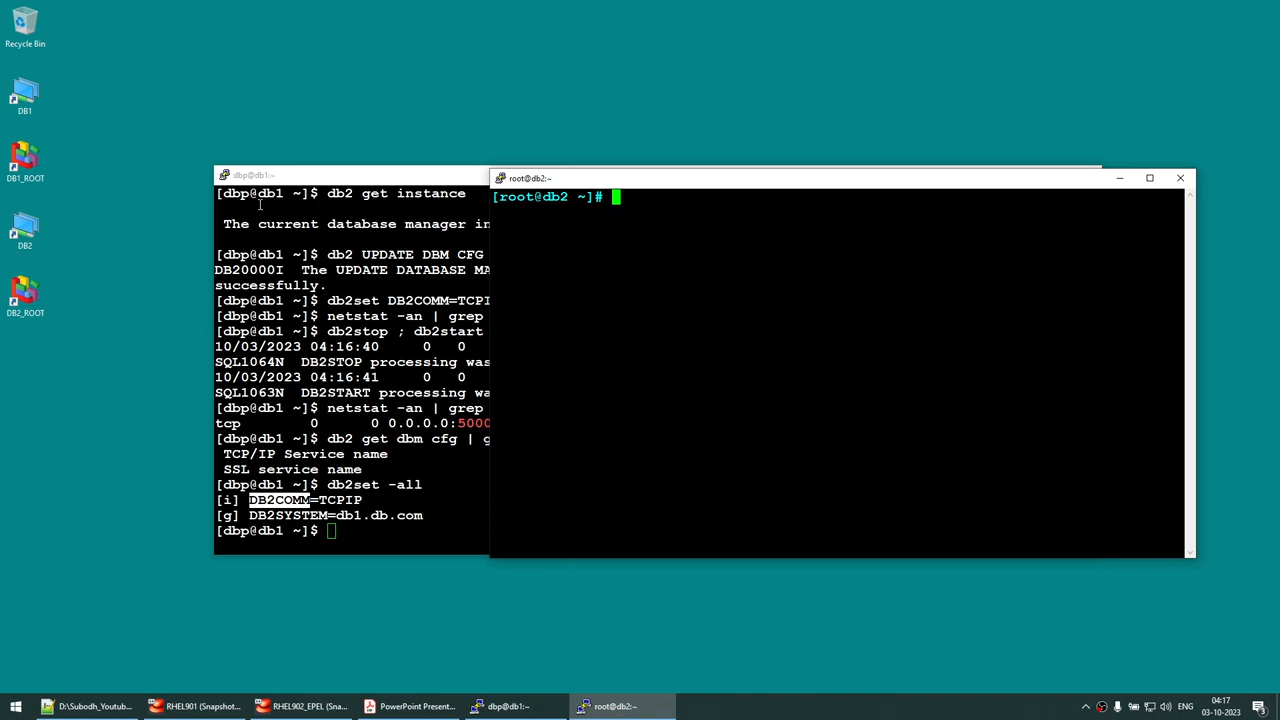 Recycle Bin
DB1
DB1_ROOT
DB2
DB2_ROOT
dbp@db1:~
[dbp@db1 ~]$ db2 get instance
The current database manager in
[dbp@db1 ~]$ db2 UPDATE DBM CFG
DB20000I The UPDATE DATABASE MA
successfully.
[dbp@db1 ~]$ db2set DB2COMM=TCPI
[dbp@db1 ~]$ netstat -an | grep
[dbp@db1 ~]$ db2stop ; db2start
10/03/2023 04:16:40 0 0
SQL1064N DB2STOP processing was
10/03/2023 04:16:41 0 0
SQL1063N DB2START processing wa
[dbp@db1 ~]$ netstat -an | grep
tcp 0 0 0.0.0.0:5000
[dbp@db1 ~]$ db2 get dbm cfg | g
TCP/IP Service name
SSL service name
[dbp@db1 ~]$ db2set -all
[i] DB2COMM=TCPIP
[g] DB2SYSTEM=db1.db.com
[dbp@db1 ~]$
root@db2:~
[root@db2 ~]#
D:\Subodh_Youtub...
RHEL901 (Snapshot...
RHEL902_EPEL (Sna...
PowerPoint Present...
dbp@db1:~
root@db2:~
ENG
04:17
03-10-2023